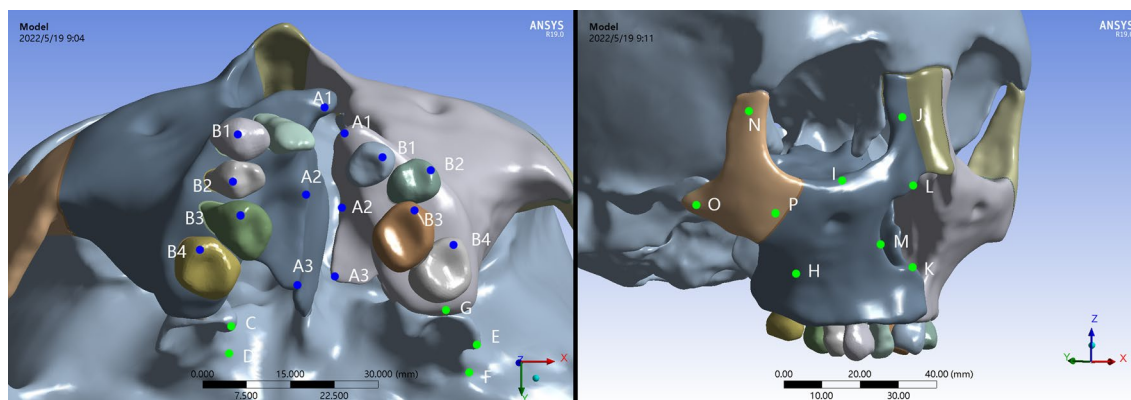 Model
2022/5/19 9:04
ANSYS
R19.0
A1
A1
B1
B1
B2
B2
A2
A2
B3
B3
B4
B4
A3
A3
G
C
E
D
F
Z
X
Y
0.000 15.000 30.000 (mm)
7.500 22.500
Model
2022/5/19 9:11
ANSYS
R19.0
N
J
I
L
O
P
M
K
H
Z
Y
X
0.00 20.00 40.00 (mm)
10.00 30.00